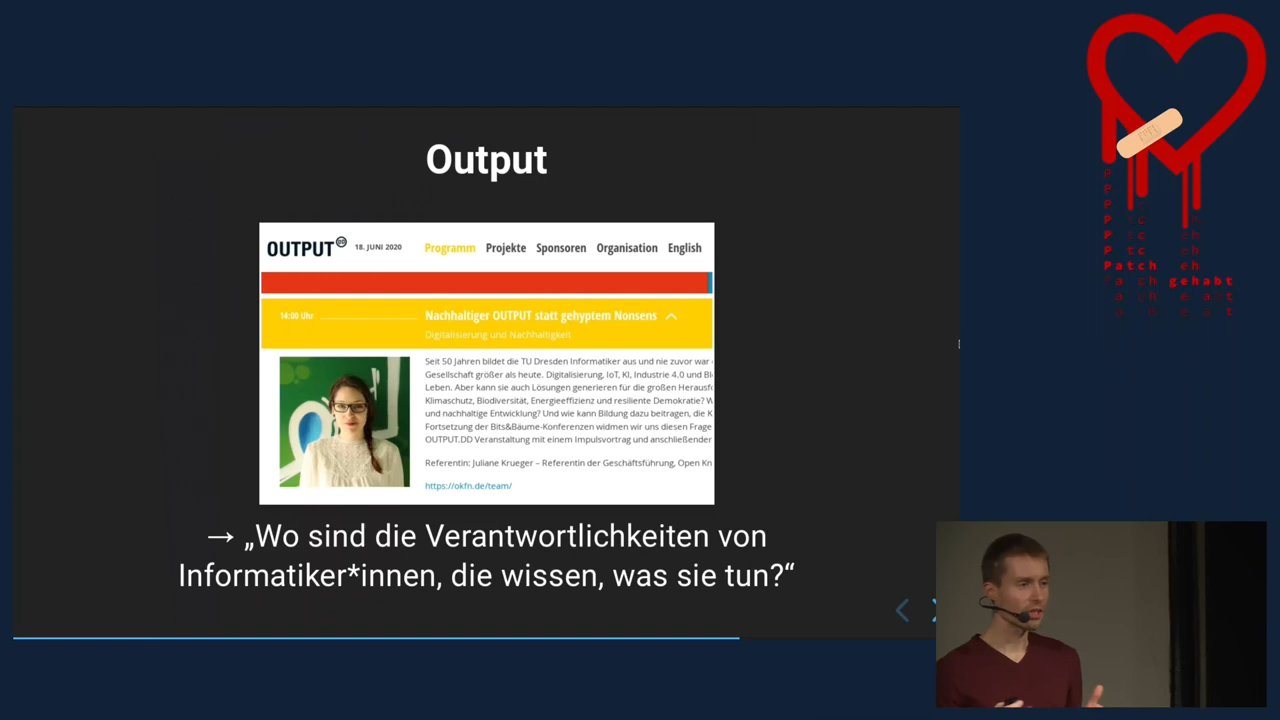 Output
OUTPUT DD 18. JUNI 2020 Programm Projekte Sponsoren Organisation English
14:00 Uhr Nachhaltiger OUTPUT statt gehyptem Nonsens
Digitalisierung und Nachhaltigkeit
Seit 50 Jahren bildet die TU Dresden Informatiker aus und nie zuvor war
Gesellschaft größer als heute. Digitalisierung, IoT, KI, Industrie 4.0 und
Leben. Aber kann sie auch Lösungen generieren für die großen
Klimaschutz, Biodiversität, Energieeffizienz und resiliente Demokratie?
und nachhaltige Entwicklung? Und wie kann Bildung dazu beitragen, die
Fortsetzung der Bits&Bäume-Konferenzen widmen wir uns diesen
OUTPUT.DD Veranstaltung mit einem Impulsvortrag und anschließender
Referentin: Juliane Krueger – Referentin der Geschäftsführung, Open
https://okfn.de/team/
→ „Wo sind die Verantwortlichkeiten von
Informatiker*innen, die wissen, was sie tun?“
Patch gehabt